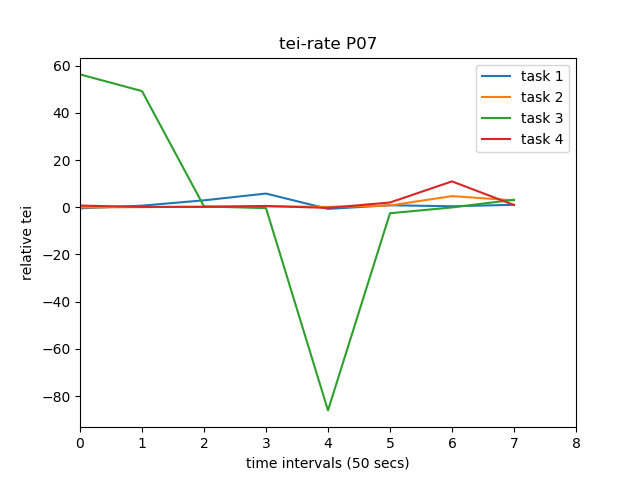 tei-rate P07
60
40
20
0
−20
−40
−60
−80
relative tei
task 1
task 2
task 3
task 4
0 1 2 3 4 5 6 7 8
time intervals (50 secs)